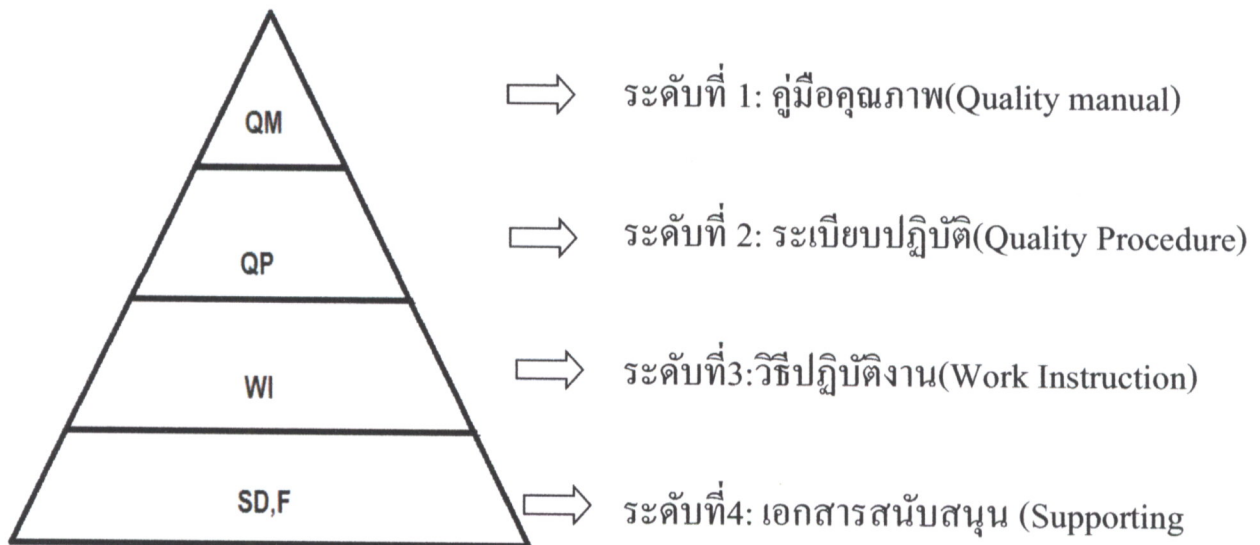 QM
ระดับที่ 1: คู่มือคุณภาพ(Quality manual)
QP
ระดับที่ 2: ระเบียบปฏิบัติ(Quality Procedure)
WI
ระดับที่3:วิธีปฏิบัติงาน(Work Instruction)
SD,F
ระดับที่4: เอกสารสนับสนุน (Supporting